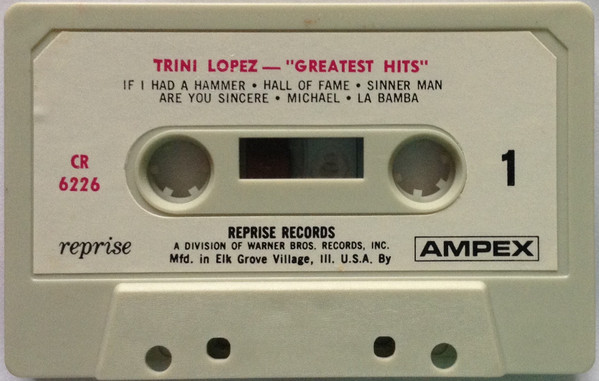 TRINI LOPEZ — "GREATEST HITS"
IF I HAD A HAMMER • HALL OF FAME • SINNER MAN
ARE YOU SINCERE • MICHAEL • LA BAMBA
CR
6226
1
reprise
REPRISE RECORDS
A DIVISION OF WARNER BROS. RECORDS, INC.
Mfd. in Elk Grove Village, Ill. U.S.A. By
AMPEX